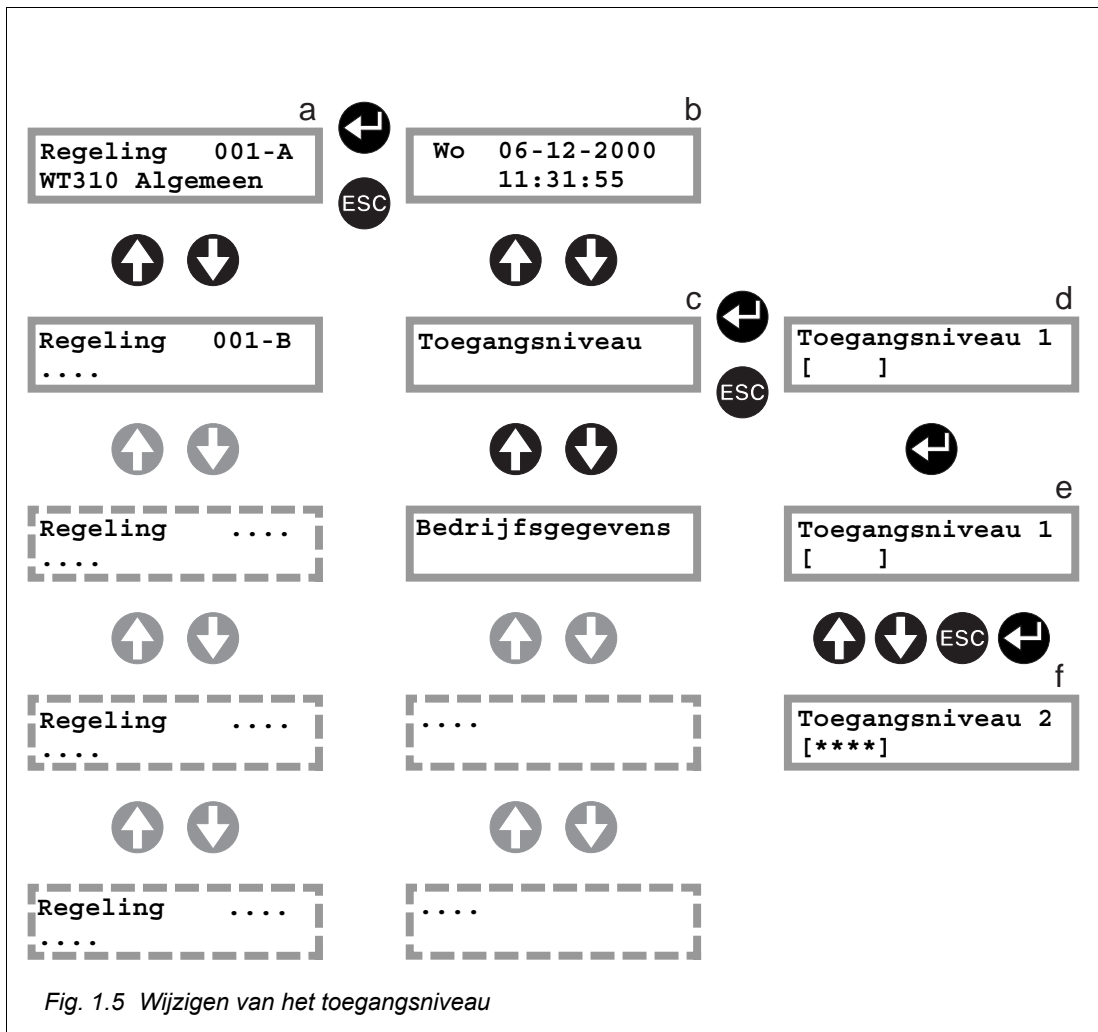 a
Regeling 001-A
WT310 Algemeen
ESC
b
Wo 06-12-2000
11:31:55
Regeling 001-B
....
c
Toegangsniveau
ESC
d
Toegangsniveau 1
[ ]
Regeling ....
....
Bedrijfsgegevens
e
Toegangsniveau 1
[ ]
ESC
Regeling ....
....
....
f
Toegangsniveau 2
[****]
Regeling ....
....
....
Fig. 1.5 Wijzigen van het toegangsniveau